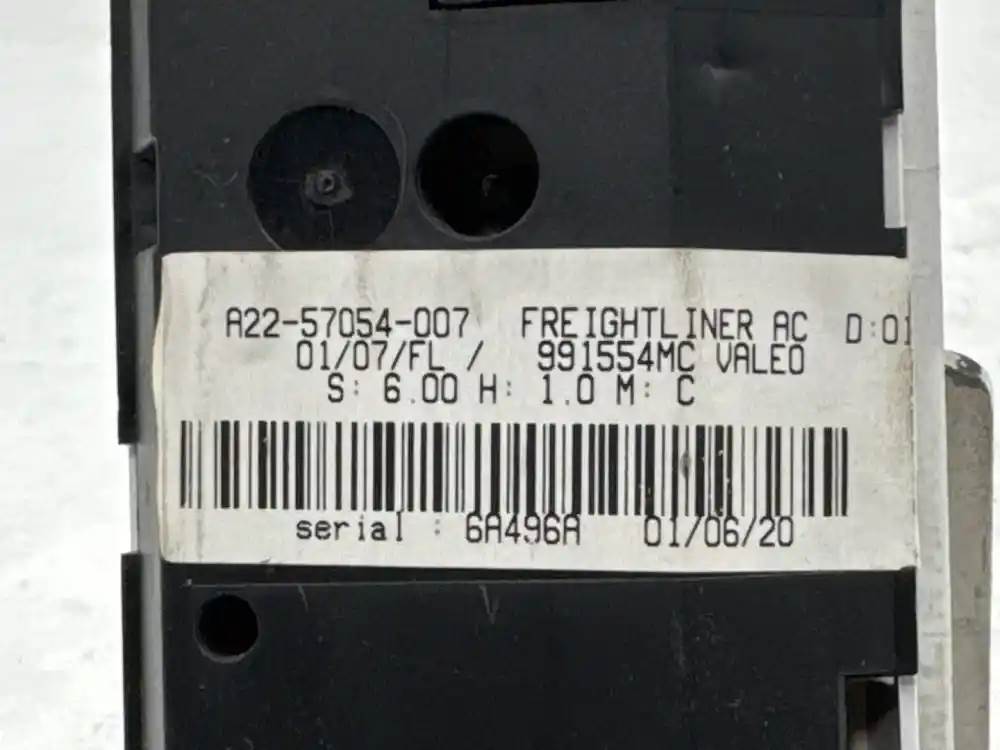 A22-57054-007 FREIGHTLINER AC D:01
01/07/FL / 991554MC VALEO
S: 6.00 H: 1.0 M: C
serial : 6A496A 01/06/20